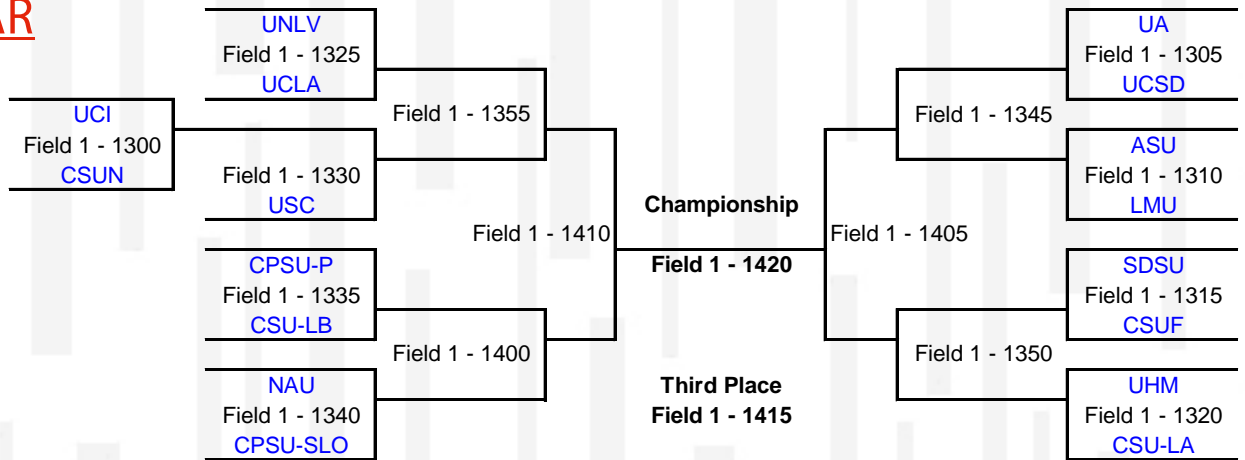 AR
UNLV
Field 1 - 1325
UCLA
UCI
Field 1 - 1300
CSUN
Field 1 - 1355
Field 1 - 1330
USC
Field 1 - 1410
CPSU-P
Field 1 - 1335
CSU-LB
Field 1 - 1400
NAU
Field 1 - 1340
CPSU-SLO
Championship
Field 1 - 1420
Third Place
Field 1 - 1415
UA
Field 1 - 1305
UCSD
Field 1 - 1345
ASU
Field 1 - 1310
LMU
Field 1 - 1405
SDSU
Field 1 - 1315
CSUF
Field 1 - 1350
UHM
Field 1 - 1320
CSU-LA